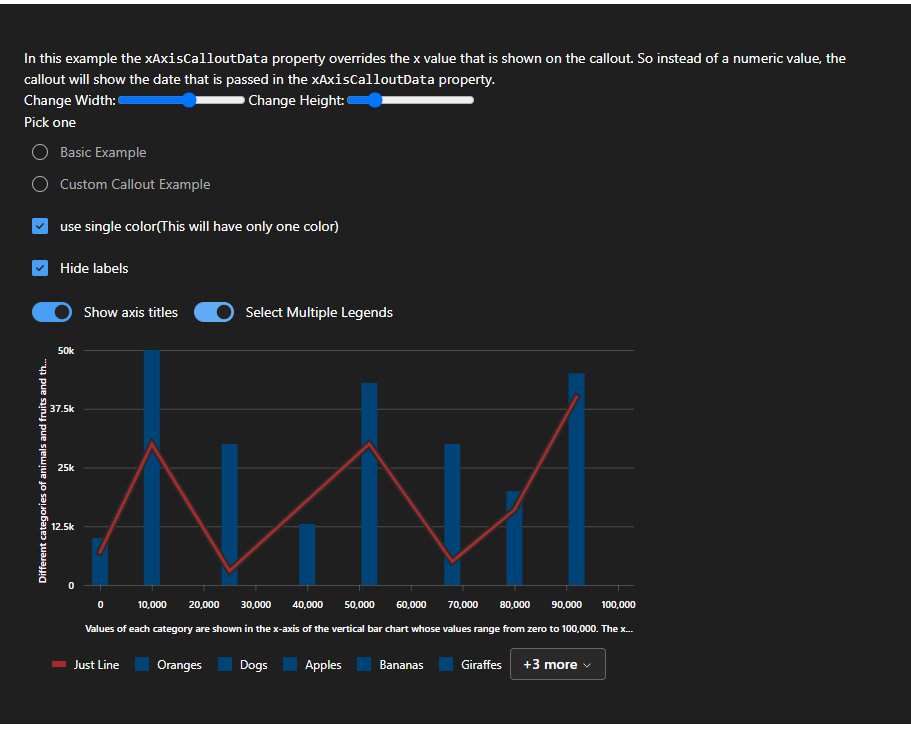 In this example the xAxisCalloutData property overrides the x value that is shown on the callout. So instead of a numeric value, the
callout will show the date that is passed in the xAxisCalloutData property.
Change Width: Change Height:
Pick one
Basic Example
Custom Callout Example
use single color(This will have only one color)
Hide labels
Show axis titles Select Multiple Legends
Different categories of animals and fruits and th...
50k
37.5k
25k
12.5k
0
0 10,000 20,000 30,000 40,000 50,000 60,000 70,000 80,000 90,000 100,000
Values of each category are shown in the x-axis of the vertical bar chart whose values range from zero to 100,000. The x...
Just Line Oranges Dogs Apples Bananas Giraffes +3 more